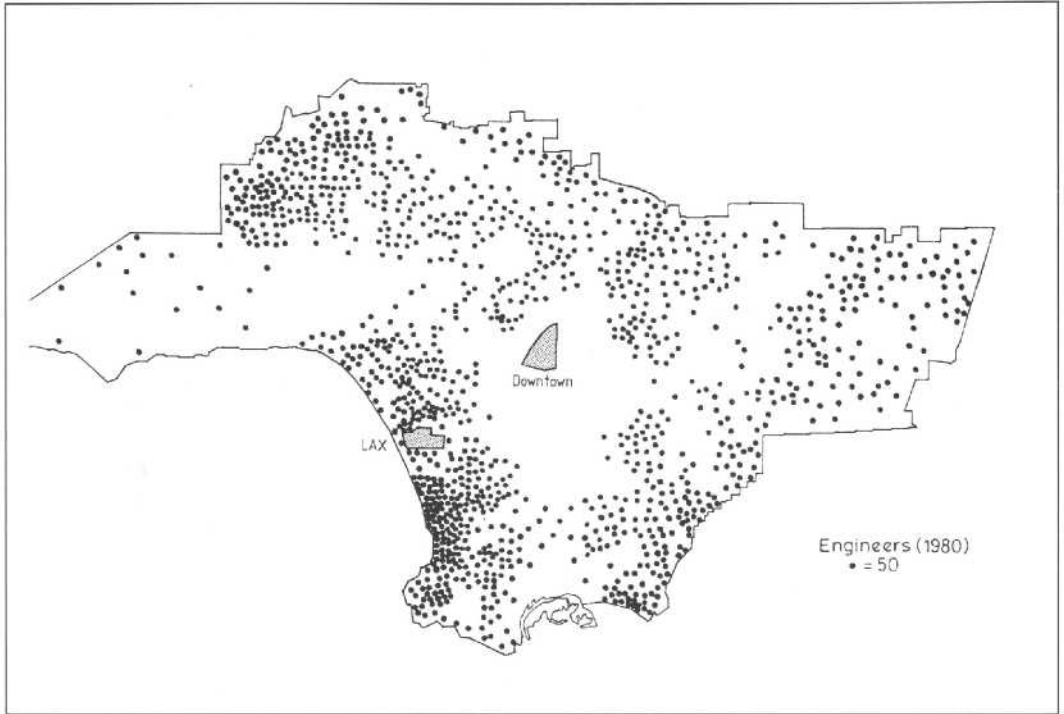 Downtown
LAX
Engineers (1980)
• = 50